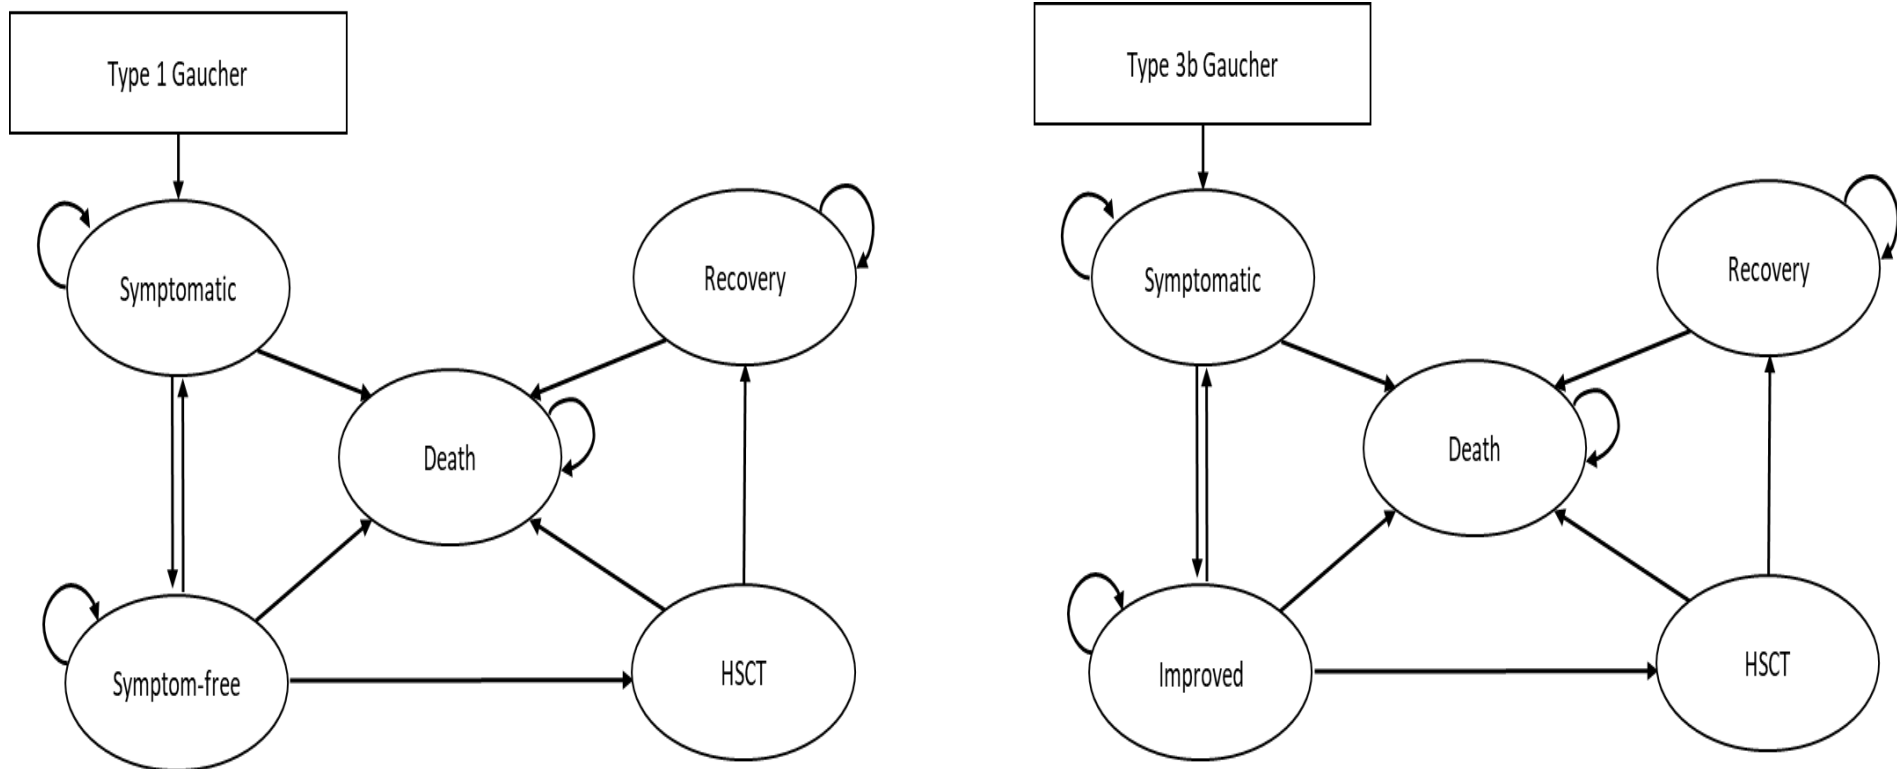 Type 1 Gaucher
Symptomatic
Recovery
Death
Symptom-free
HSCT
Type 3b Gaucher
Symptomatic
Recovery
Death
Improved
HSCT